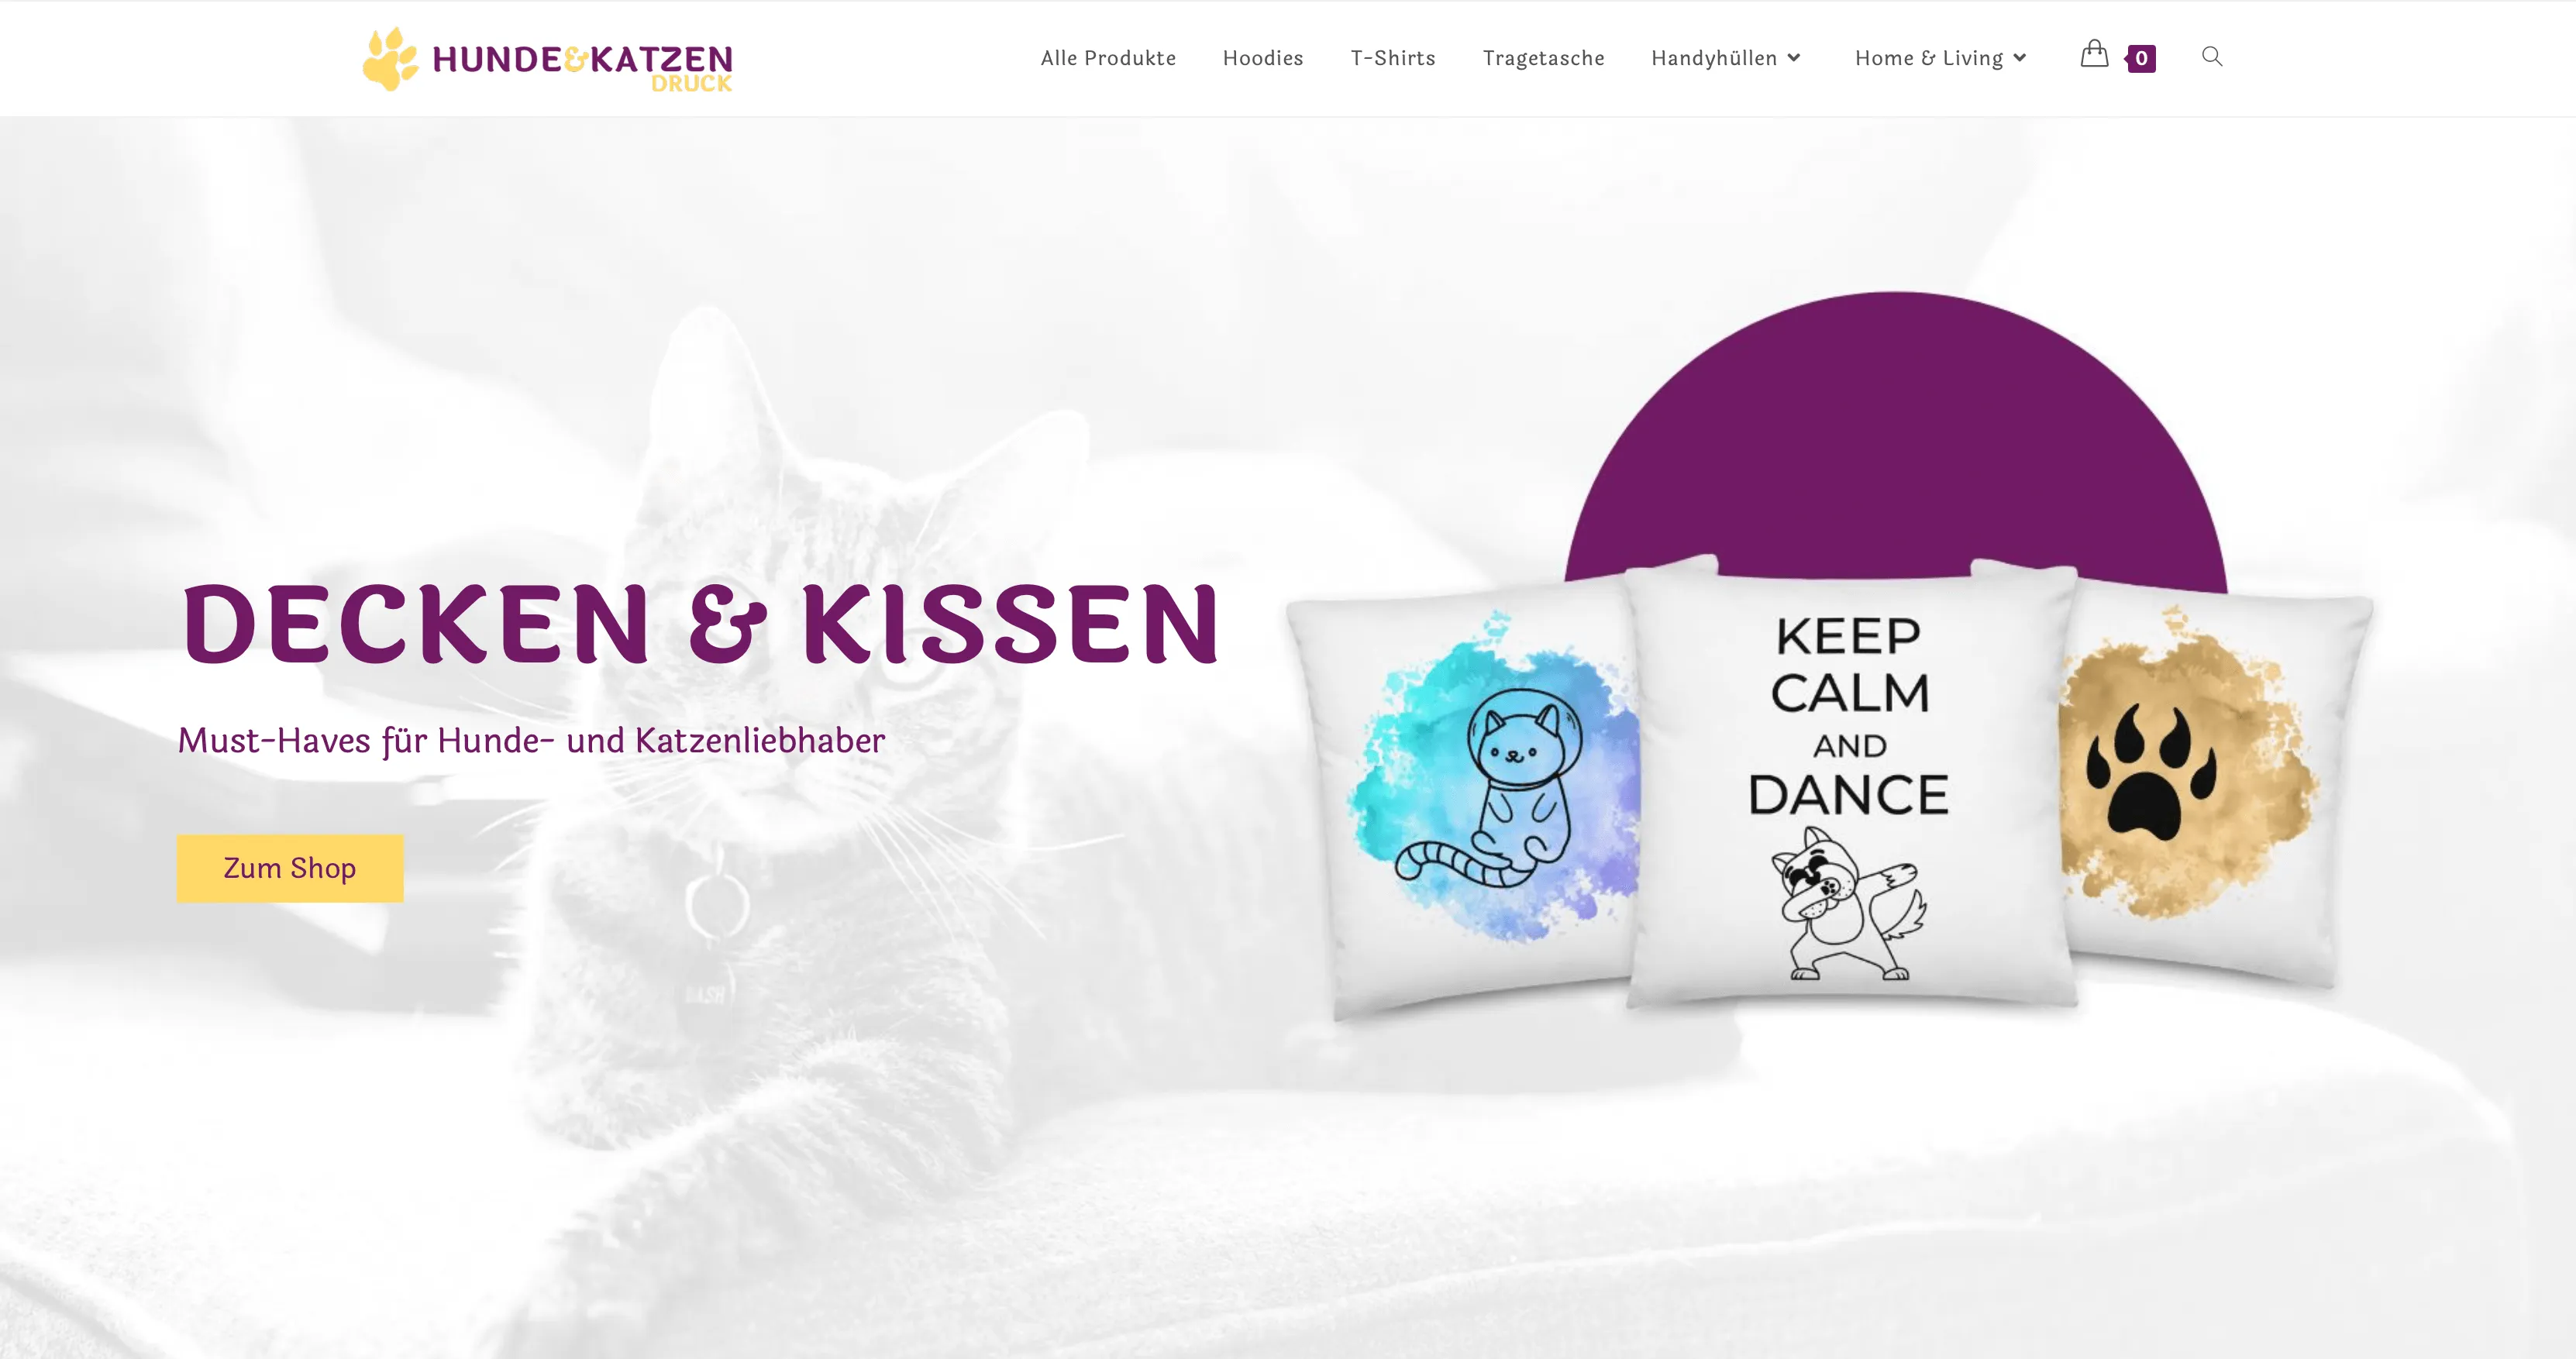 HUNDE&KATZEN
DRUCK
Alle Produkte
Hoodies
T-Shirts
Tragetasche
Handyhüllen
Home & Living
0
DECKEN & KISSEN
Must-Haves für Hunde- und Katzenliebhaber
Zum Shop
KEEP
CALM
AND
DANCE
DASH